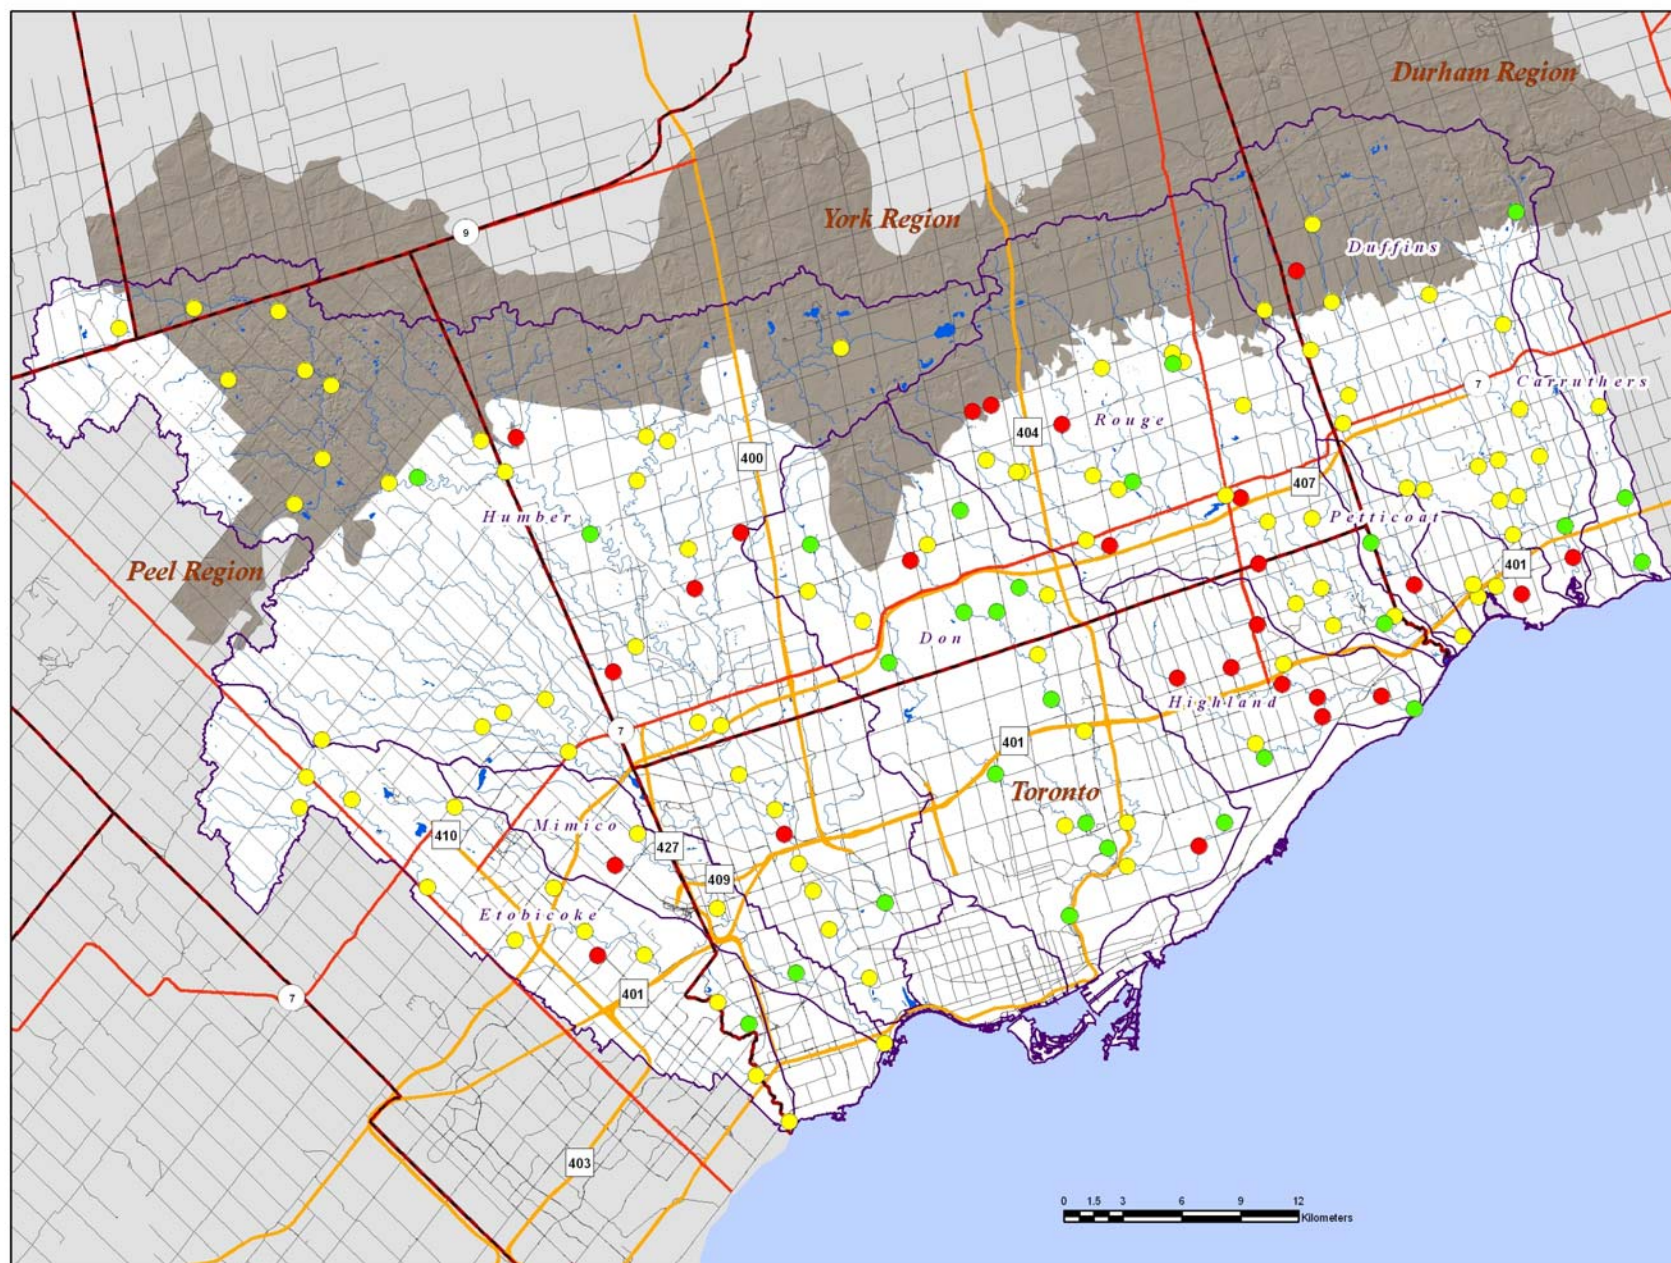 Durham Region
York Region
9
Duffins
7
Carruthers
404
Rouge
400
407
Humber
Petticoat
Peel Region
401
Don
Highland
7
401
Toronto
Mimico
410
427
409
Etobicoke
401
7
403
0 1.5 3 6 9 12
Kilometers